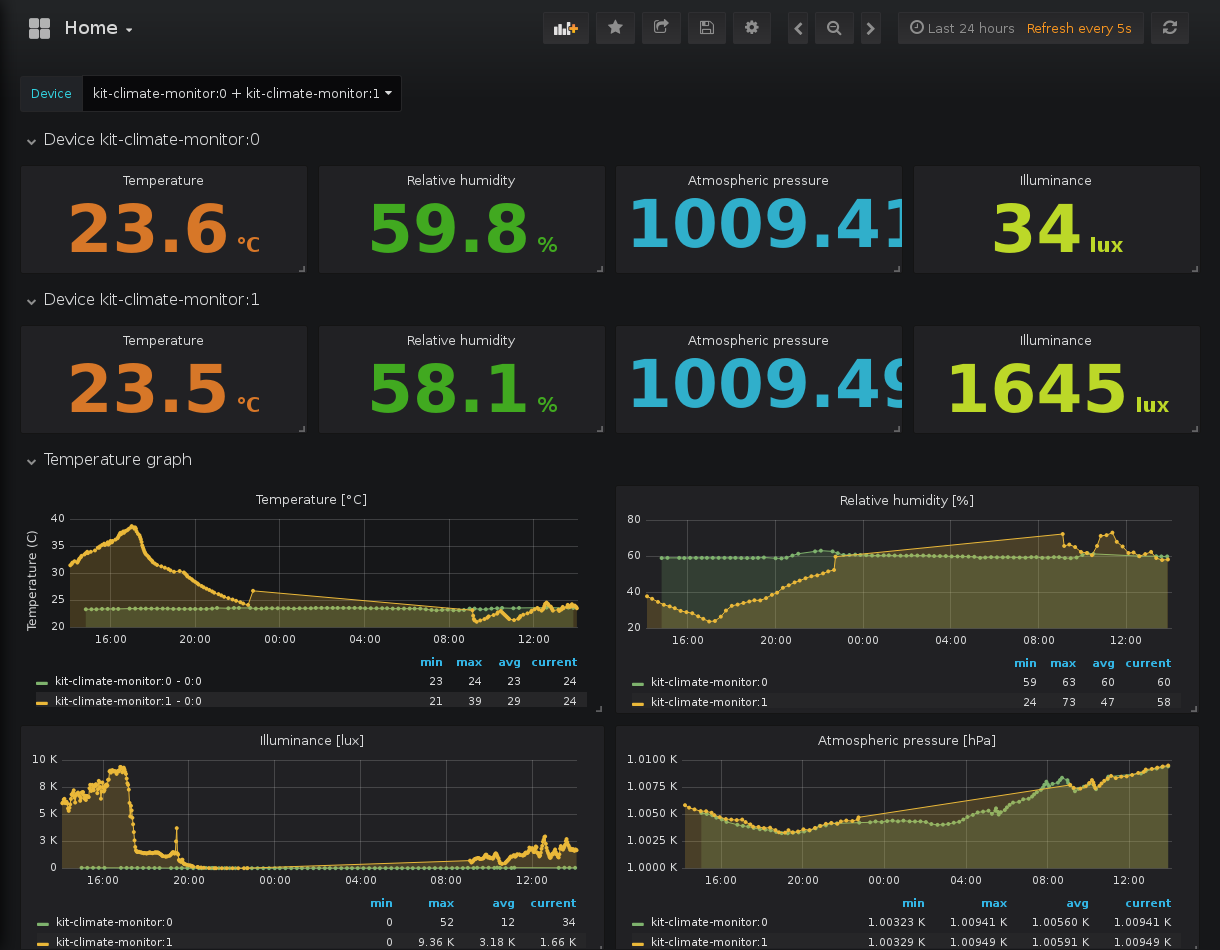 Home
Last 24 hours Refresh every 5s
Device kit-climate-monitor:0 + kit-climate-monitor:1
Device kit-climate-monitor:0
Temperature Relative humidity Atmospheric pressure Illuminance
23.6 °C 59.8 % 1009.41 34 lux
Device kit-climate-monitor:1
Temperature Relative humidity Atmospheric pressure Illuminance
23.5 °C 58.1 % 1009.49 1645 lux
Temperature graph
Temperature [°C]
Temperature (C)
40
35
30
25
20
16:00 20:00 00:00 04:00 08:00 12:00
min max avg current
kit-climate-monitor:0 - 0:0 23 24 23 24
kit-climate-monitor:1 - 0:0 21 39 29 24
Relative humidity [%]
80
60
40
20
16:00 20:00 00:00 04:00 08:00 12:00
min max avg current
kit-climate-monitor:0 59 63 60 60
kit-climate-monitor:1 24 73 47 58
Illuminance [lux]
10 K
8 K
5 K
3 K
0
16:00 20:00 00:00 04:00 08:00 12:00
min max avg current
kit-climate-monitor:0 0 52 12 34
kit-climate-monitor:1 0 9.36 K 3.18 K 1.66 K
Atmospheric pressure [hPa]
1.0100 K
1.0075 K
1.0050 K
1.0025 K
1.0000 K
16:00 20:00 00:00 04:00 08:00 12:00
min max avg current
kit-climate-monitor:0 1.00323 K 1.00941 K 1.00560 K 1.00941 K
kit-climate-monitor:1 1.00329 K 1.00949 K 1.00591 K 1.00949 K